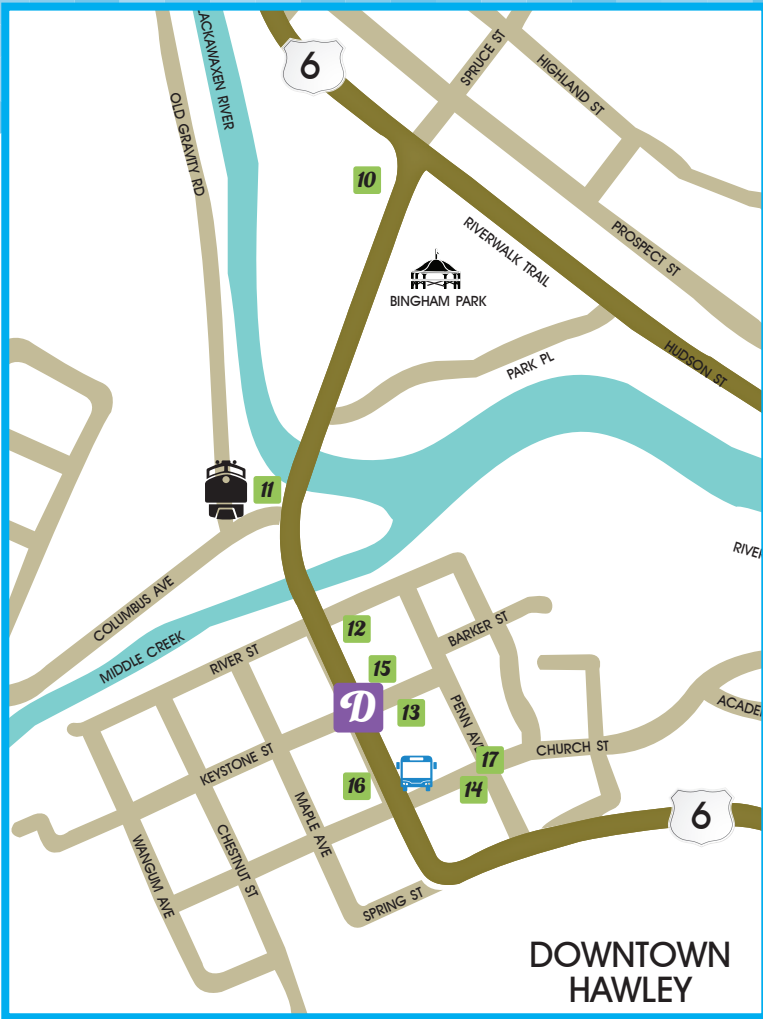 LACKAWAXEN RIVER
6
SPRUCE ST
HIGHLAND ST
OLD GRAVITY RD
10
RIVERWALK TRAIL
PROSPECT ST
BINGHAM PARK
HUDSON ST
PARK PL
11
RIVE
COLUMBUS AVE
12
BARKER ST
MIDDLE CREEK
RIVER ST
15
D
13
PENN AVE
ACADE
CHURCH ST
KEYSTONE ST
17
16
14
MAPLE AVE
6
CHESTNUT ST
WANGUM AVE
SPRING ST
DOWNTOWN
HAWLEY